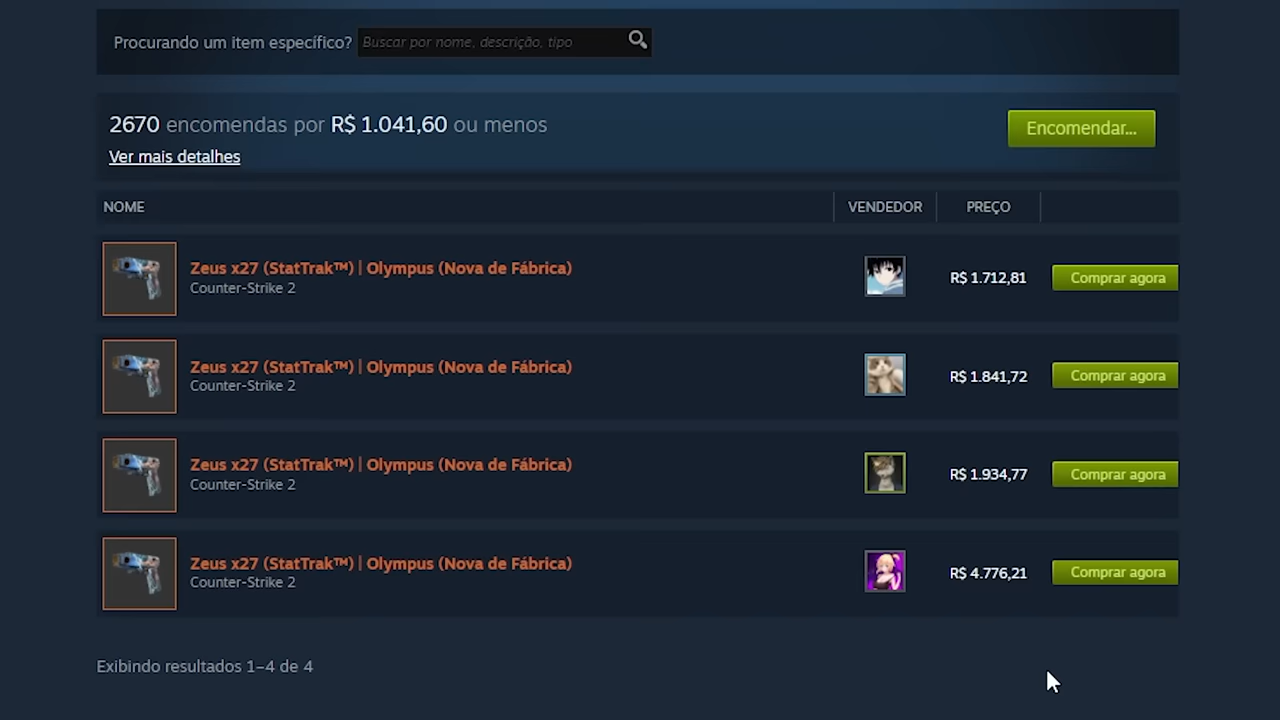 Procurando um item específico? Buscar por nome, descrição, tipo
2670 encomendas por R$ 1.041,60 ou menos
Encomendar...
Ver mais detalhes
NOME VENDEDOR PREÇO
Zeus x27 (StatTrak™) | Olympus (Nova de Fábrica)
Counter-Strike 2
R$ 1.712,81
Comprar agora
Zeus x27 (StatTrak™) | Olympus (Nova de Fábrica)
Counter-Strike 2
R$ 1.841,72
Comprar agora
Zeus x27 (StatTrak™) | Olympus (Nova de Fábrica)
Counter-Strike 2
R$ 1.934,77
Comprar agora
Zeus x27 (StatTrak™) | Olympus (Nova de Fábrica)
Counter-Strike 2
R$ 4.776,21
Comprar agora
Exibindo resultados 1–4 de 4